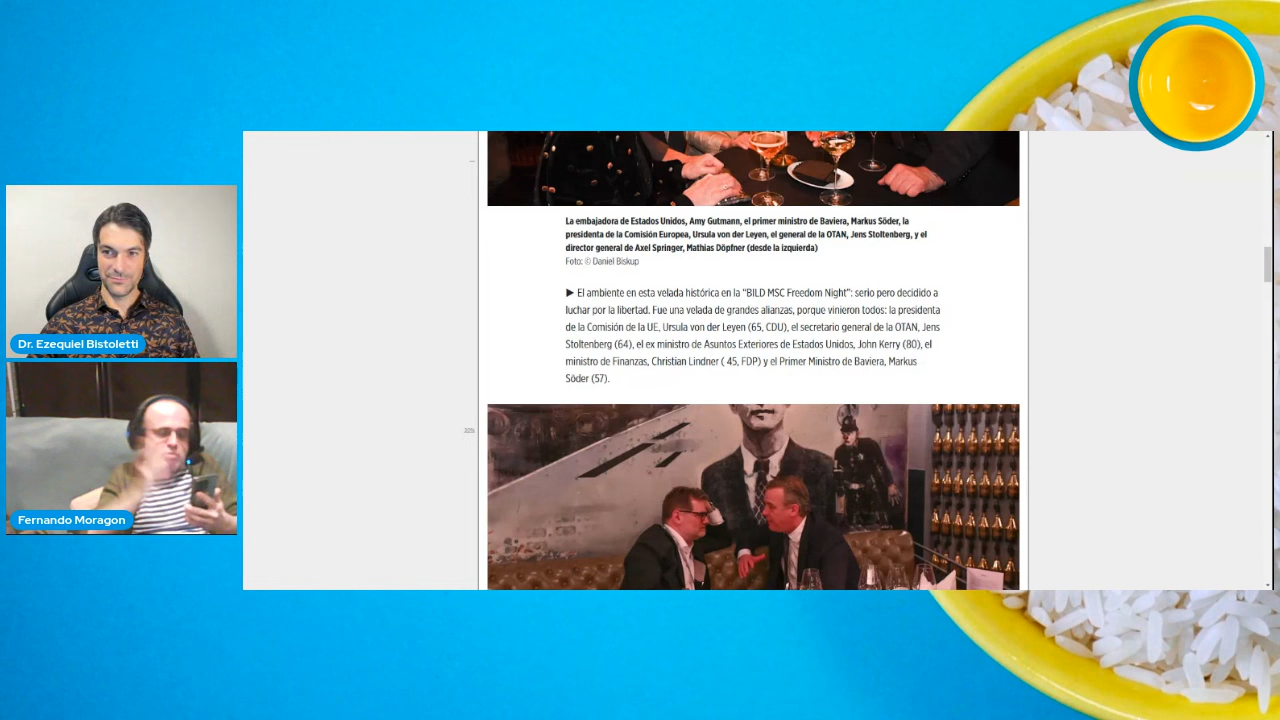 La embajadora de Estados Unidos, Amy Gutmann, el primer ministro de Baviera, Markus Söder, la
presidenta de la Comisión Europea, Ursula von der Leyen, el general de la OTAN, Jens Stoltenberg, y el
director general de Axel Springer, Mathias Döpfner (desde la izquierda)
Foto: © Daniel Biskup
▶ El ambiente en esta velada histórica en la "BILD MSC Freedom Night": serio pero decidido a
luchar por la libertad. Fue una velada de grandes alianzas, porque vinieron todos: la presidenta
de la Comisión de la UE, Ursula von der Leyen (65, CDU), el secretario general de la OTAN, Jens
Stoltenberg (64), el ex ministro de Asuntos Exteriores de Estados Unidos, John Kerry (80), el
ministro de Finanzas, Christian Lindner ( 45, FDP) y el Primer Ministro de Baviera, Markus
Söder (57).
Dr. Ezequiel Bistoletti
Fernando Moragon